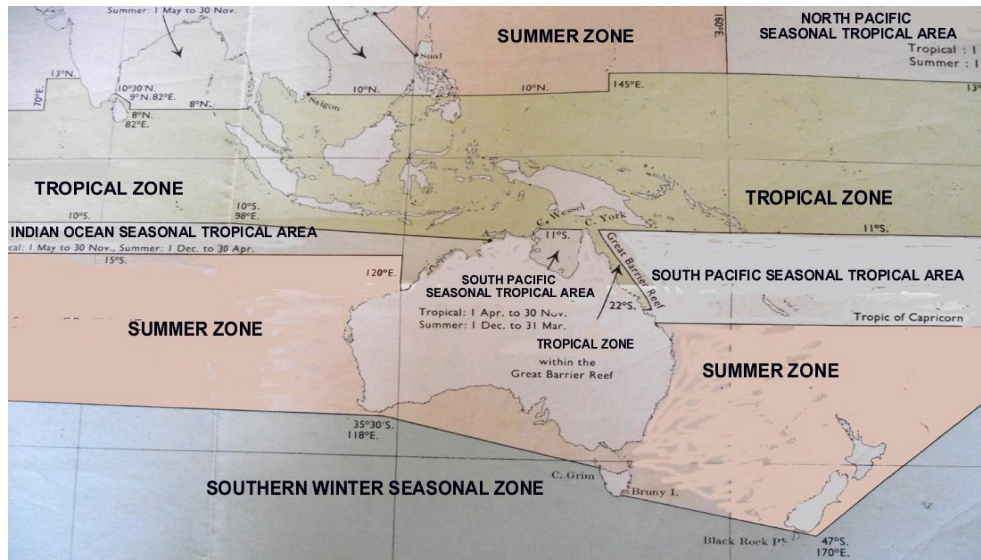 Summer: 1 May to 30 Nov.
160°E.
NORTH PACIFIC
SEASONAL TROPICAL AREA
Tropical : 1
Summer : 1
SUMMER ZONE
Sual
13°N.
70°E.
10°30'N.
9°N.82°E.
8°N.
8°N.
82°E.
Saigon
10°N.
10°N.
145°E.
13°
TROPICAL ZONE
TROPICAL ZONE
10°S.
10°S.
98°E.
C. Wessel
C. York
11°S.
INDIAN OCEAN SEASONAL TROPICAL AREA
cal: 1 May to 30 Nov., Summer: 1 Dec. to 30 Apr.
15°S.
120°E.
11°S.
Great Barrier Reef
SOUTH PACIFIC
SEASONAL TROPICAL AREA
Tropical: 1 Apr. to 30 Nov.
Summer: 1 Dec. to 31 Mar.
SOUTH PACIFIC SEASONAL TROPICAL AREA
22°S.
Tropic of Capricorn
SUMMER ZONE
TROPICAL ZONE
within the
Great Barrier Reef
SUMMER ZONE
35°30'S.
118°E.
C. Grim
Bruny I.
SOUTHERN WINTER SEASONAL ZONE
Black Rock Pt.
47°S.
170°E.